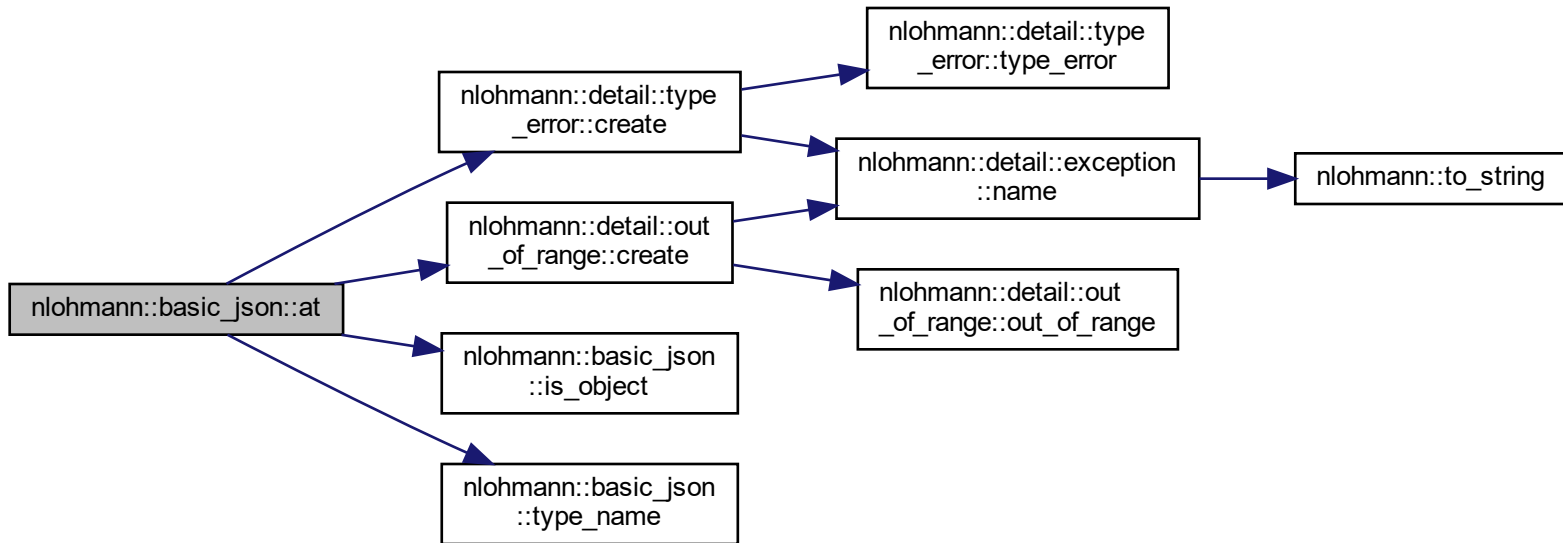 nlohmann::basic_json::at
nlohmann::detail::type
_error::create
nlohmann::detail::out
_of_range::create
nlohmann::basic_json
::is_object
nlohmann::basic_json
::type_name
nlohmann::detail::type
_error::type_error
nlohmann::detail::exception
::name
nlohmann::detail::out
_of_range::out_of_range
nlohmann::to_string